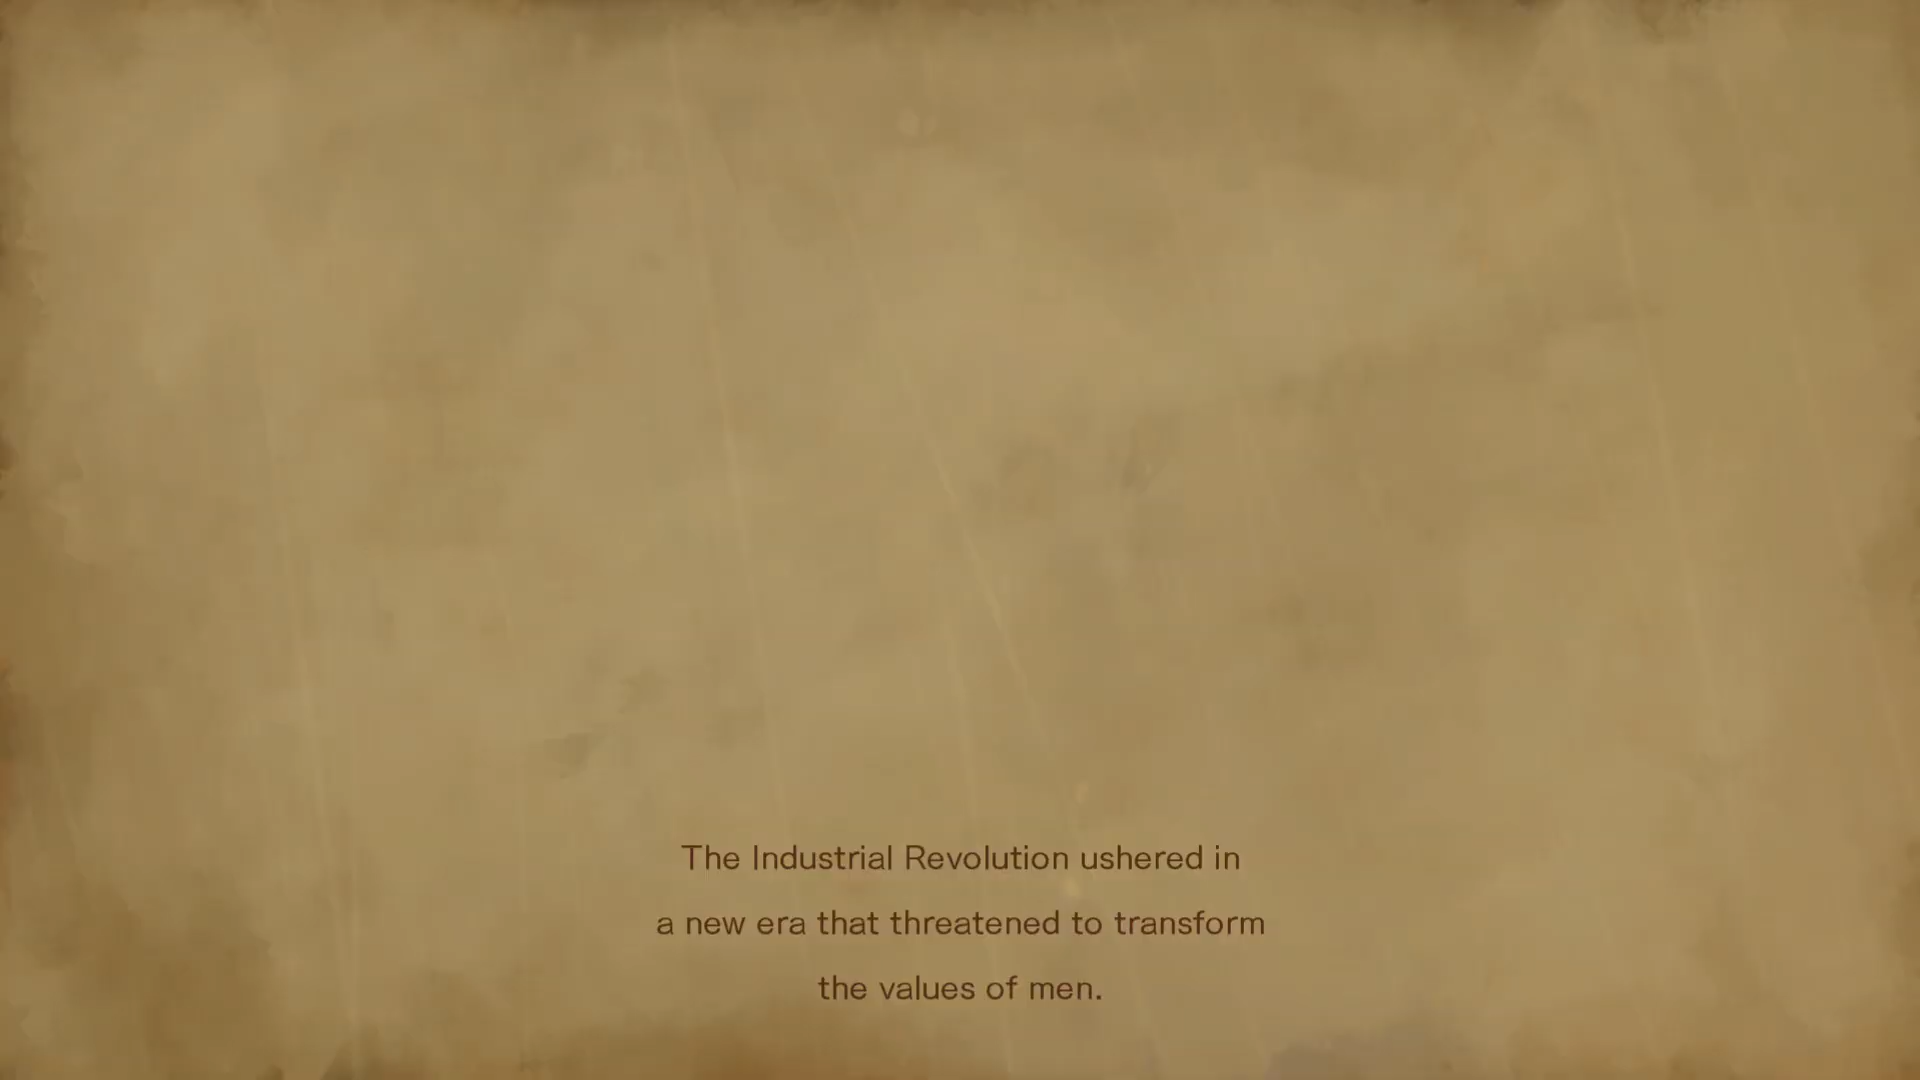 The Industrial Revolution ushered in
a new era that threatened to transform
the values of men.